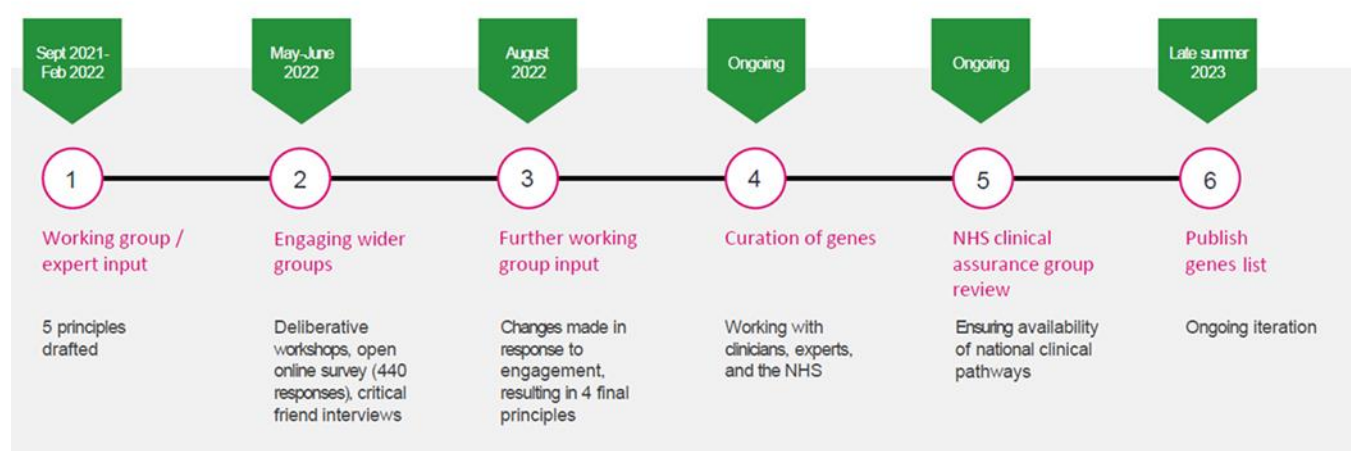 Sept 2021-
Feb 2022
May-June
2022
August
2022
Ongoing
Ongoing
Late summer
2023
1
2
3
4
5
6
Working group /
expert input
Engaging wider
groups
Further working
group input
Curation of genes
NHS clinical
assurance group
review
Publish
genes list
5 principles
drafted
Deliberative
workshops, open
online survey (440
responses), critical
friend interviews
Changes made in
response to
engagement,
resulting in 4 final
principles
Working with
clinicians, experts,
and the NHS
Ensuring availability
of national clinical
pathways
Ongoing iteration